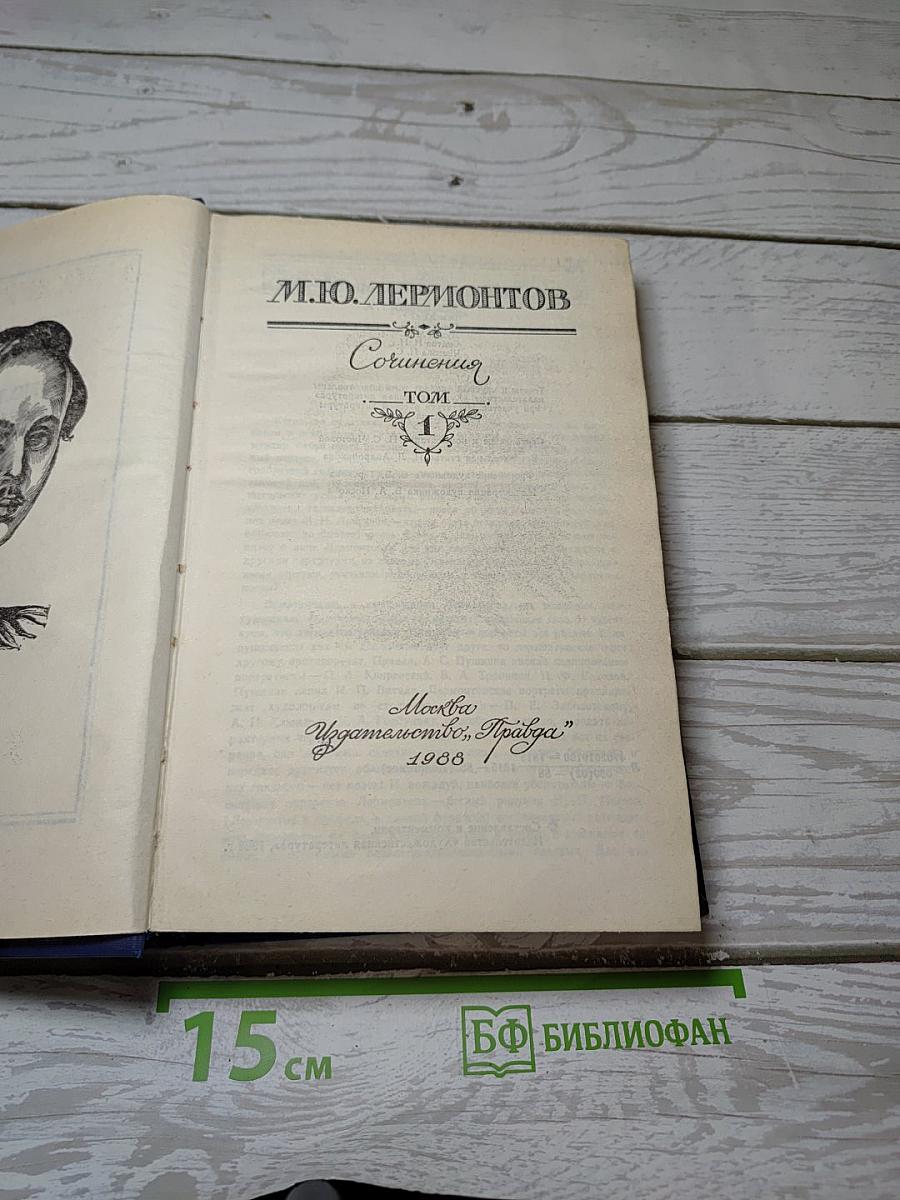 М.Ю. ЛЕРМОНТОВ
Сочинения
ТОМ
1
Москва
Издательство „Правда"
1988
15 см
БФ БИБЛИОФАН